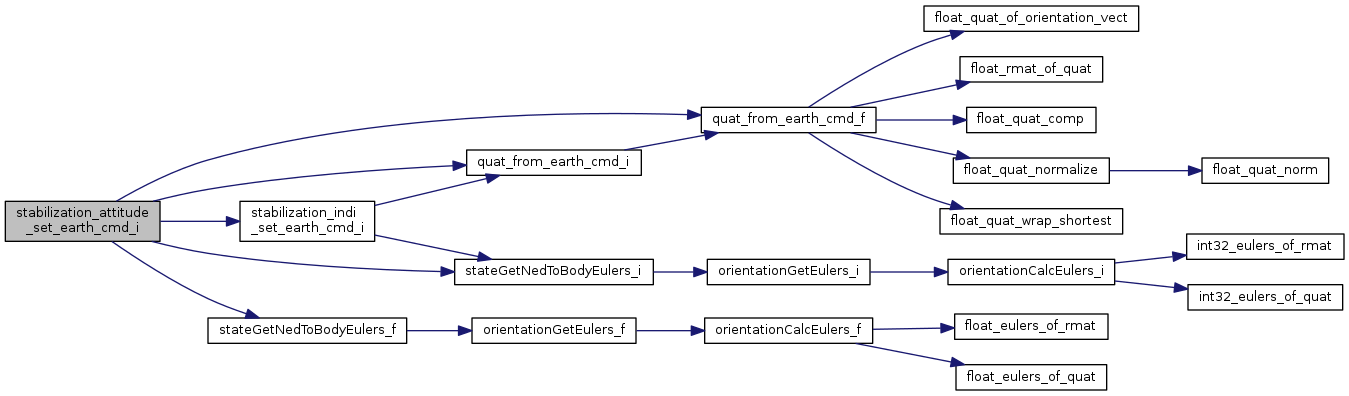 stabilization_attitude
_set_earth_cmd_i
stabilization_indi
_set_earth_cmd_i
stateGetNedToBodyEulers_f
quat_from_earth_cmd_i
stateGetNedToBodyEulers_i
orientationGetEulers_f
quat_from_earth_cmd_f
orientationGetEulers_i
orientationCalcEulers_f
float_quat_of_orientation_vect
float_rmat_of_quat
float_quat_comp
float_quat_normalize
float_quat_wrap_shortest
orientationCalcEulers_i
float_eulers_of_rmat
float_eulers_of_quat
float_quat_norm
int32_eulers_of_rmat
int32_eulers_of_quat